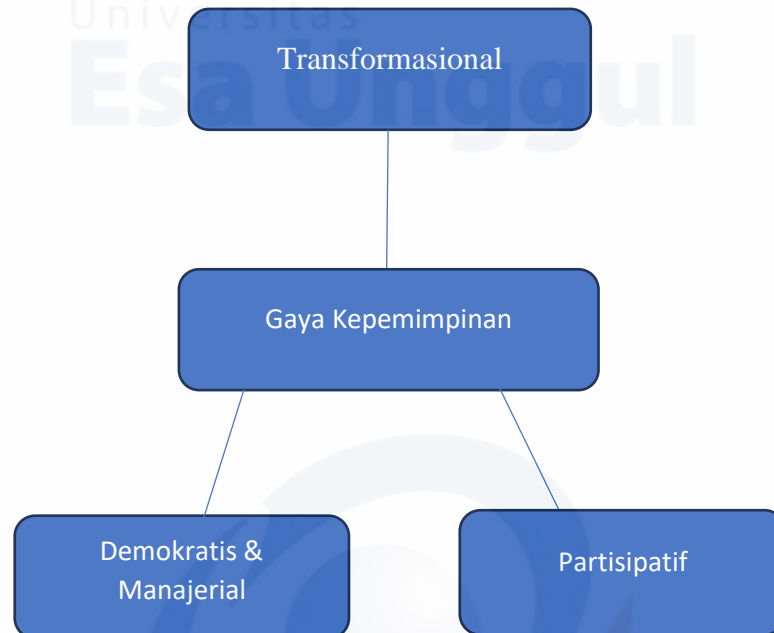 Universitas
Esa Unggul
Transformasional
Gaya Kepemimpinan
Demokratis &
Manajerial
Partisipatif